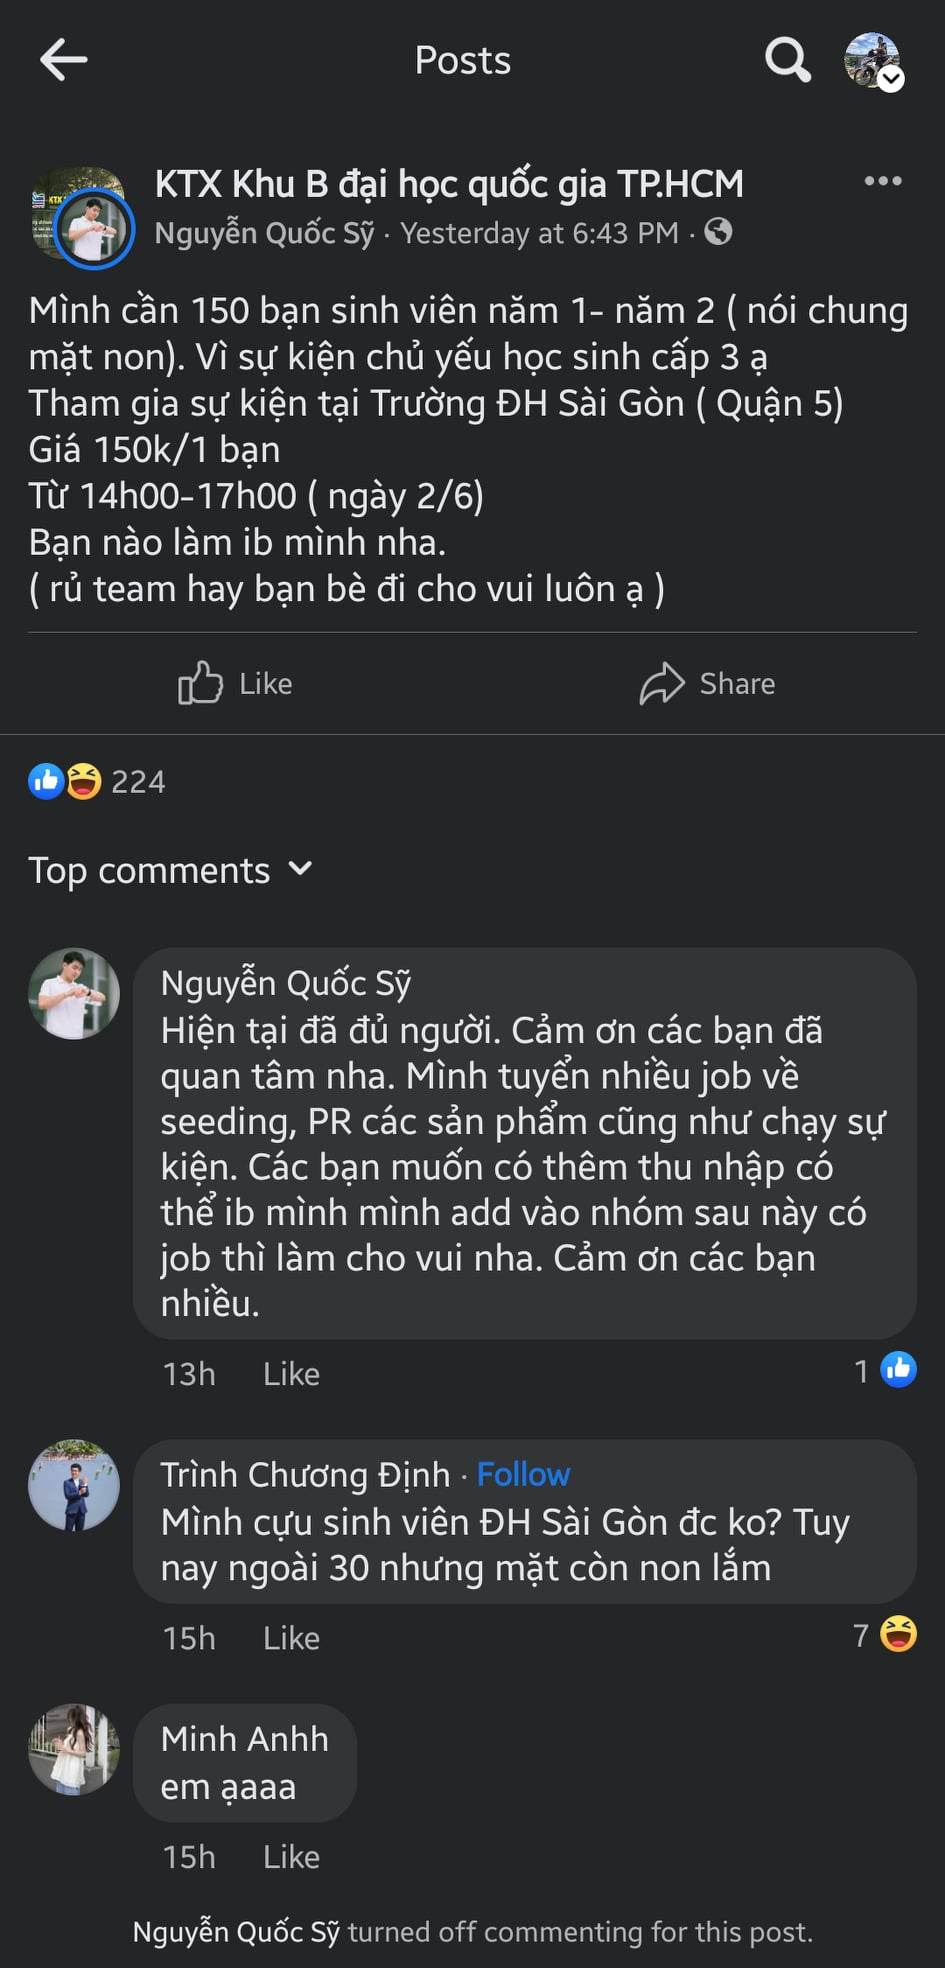 Posts
KTX Khu B đại học quốc gia TP.HCM
Nguyễn Quốc Sỹ · Yesterday at 6:43 PM ·
Mình cần 150 bạn sinh viên năm 1- năm 2 ( nói chung
mặt non). Vì sự kiện chủ yếu học sinh cấp 3 ạ
Tham gia sự kiện tại Trường ĐH Sài Gòn ( Quận 5)
Giá 150k/1 bạn
Từ 14h00-17h00 ( ngày 2/6)
Bạn nào làm ib mình nha.
( rủ team hay bạn bè đi cho vui luôn ạ )
Like Share
224
Top comments
Nguyễn Quốc Sỹ
Hiện tại đã đủ người. Cảm ơn các bạn đã
quan tâm nha. Mình tuyển nhiều job về
seeding, PR các sản phẩm cũng như chạy sự
kiện. Các bạn muốn có thêm thu nhập có
thể ib mình mình add vào nhóm sau này có
job thì làm cho vui nha. Cảm ơn các bạn
nhiều.
13h Like 1
Trình Chương Định · Follow
Mình cựu sinh viên ĐH Sài Gòn đc ko? Tuy
nay ngoài 30 nhưng mặt còn non lắm
15h Like 7
Minh Anhh
em ạaaa
15h Like
Nguyễn Quốc Sỹ turned off commenting for this post.